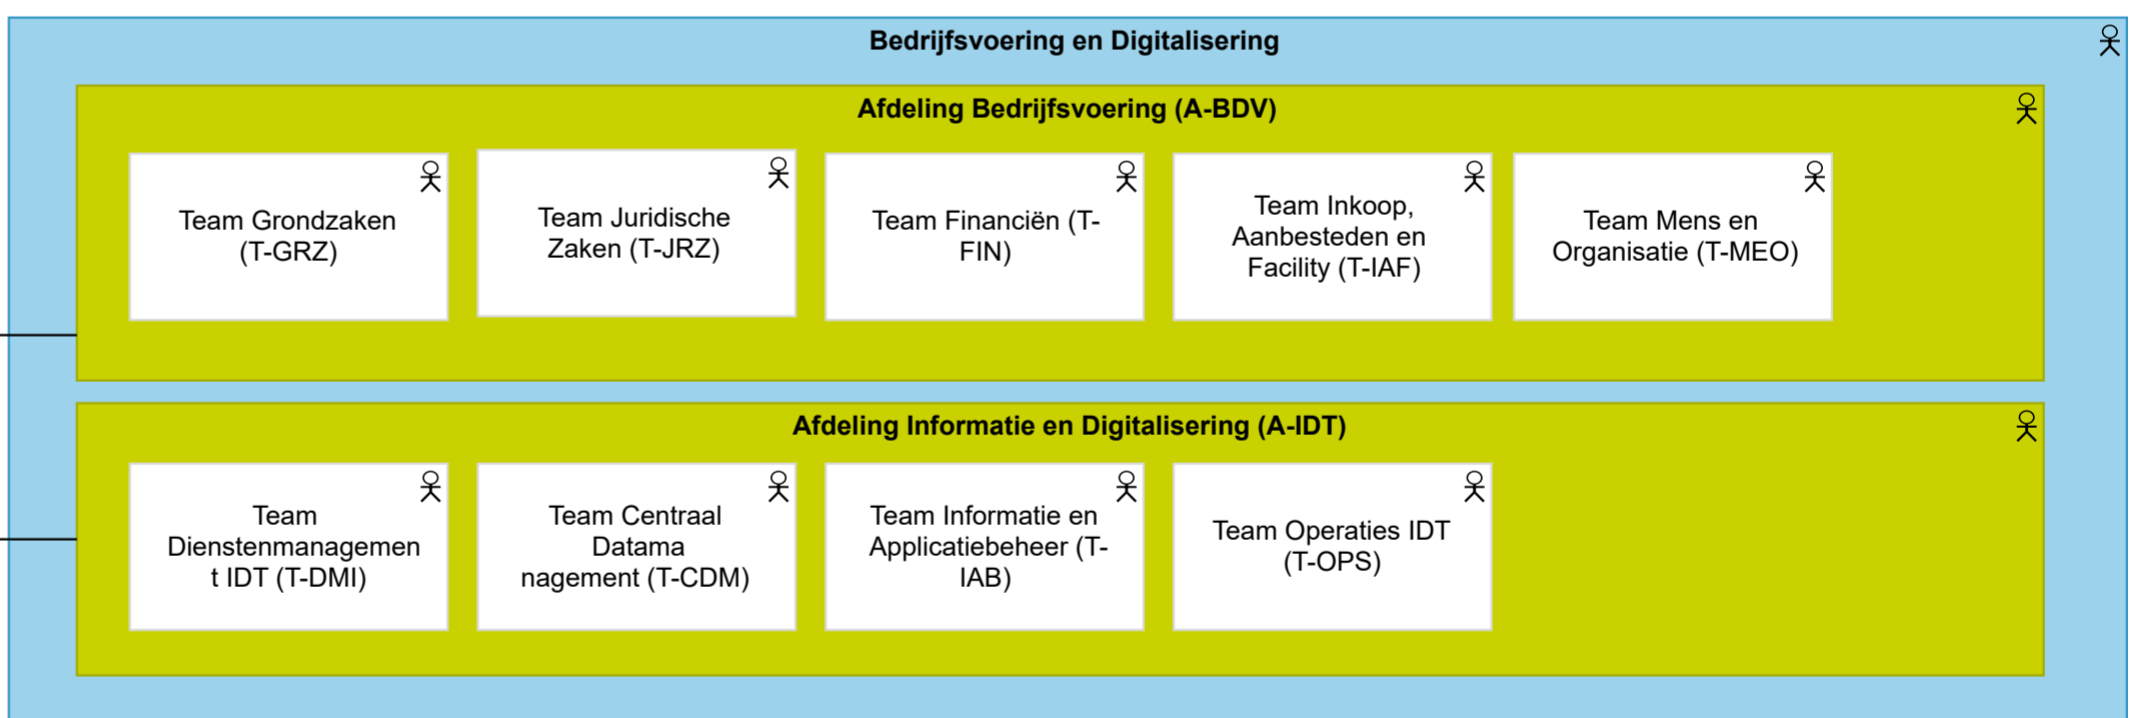 Bedrijfsvoering en Digitalisering
Afdeling Bedrijfsvoering (A-BDV)
Team Grondzaken
(T-GRZ)
Team Juridische
Zaken (T-JRZ)
Team Financiën (T-
FIN)
Team Inkoop,
Aanbesteden en
Facility (T-IAF)
Team Mens en
Organisatie (T-MEO)
Afdeling Informatie en Digitalisering (A-IDT)
Team
Dienstenmanagemen
t IDT (T-DMI)
Team Centraal
Datama
nagement (T-CDM)
Team Informatie en
Applicatiebeheer (T-
IAB)
Team Operaties IDT
(T-OPS)